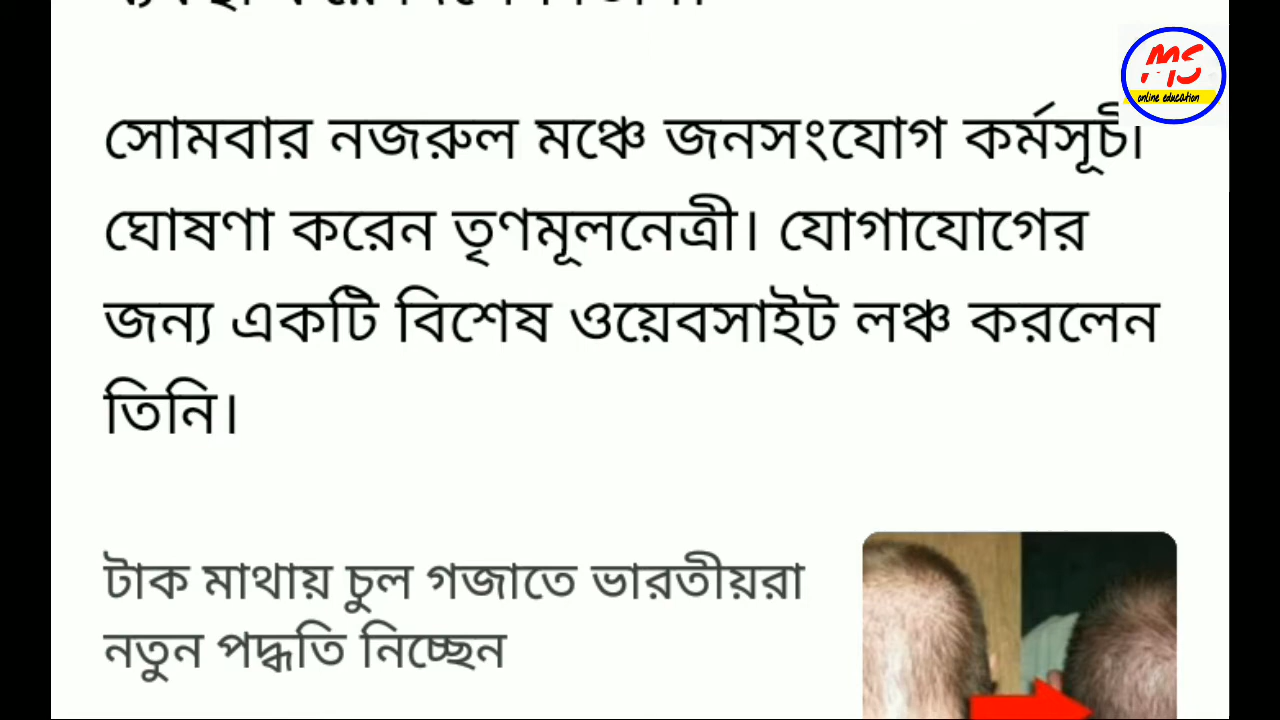 MS
online education
সোমবার নজরুল মঞ্চে জনসংযোগ কর্মসূচী
ঘোষণা করেন তৃণমূলনেত্রী। যোগাযোগের
জন্য একটি বিশেষ ওয়েবসাইট লঞ্চ করলেন
তিনি।
টাক মাথায় চুল গজাতে ভারতীয়রা
নতুন পদ্ধতি নিচ্ছেন